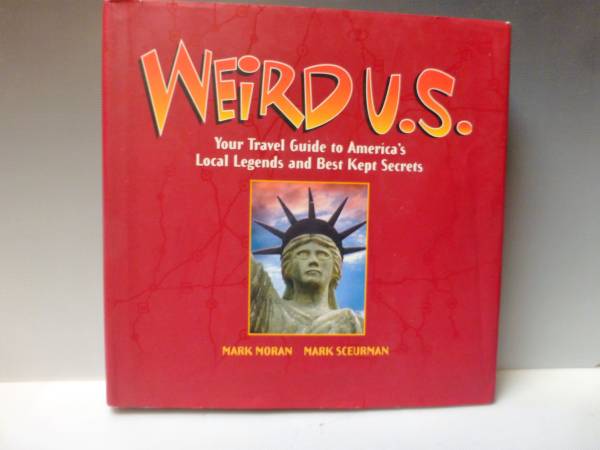 WEIRD U.S.
Your Travel Guide to America's
Local Legends and Best Kept Secrets
MARK MORAN MARK SCEURMAN